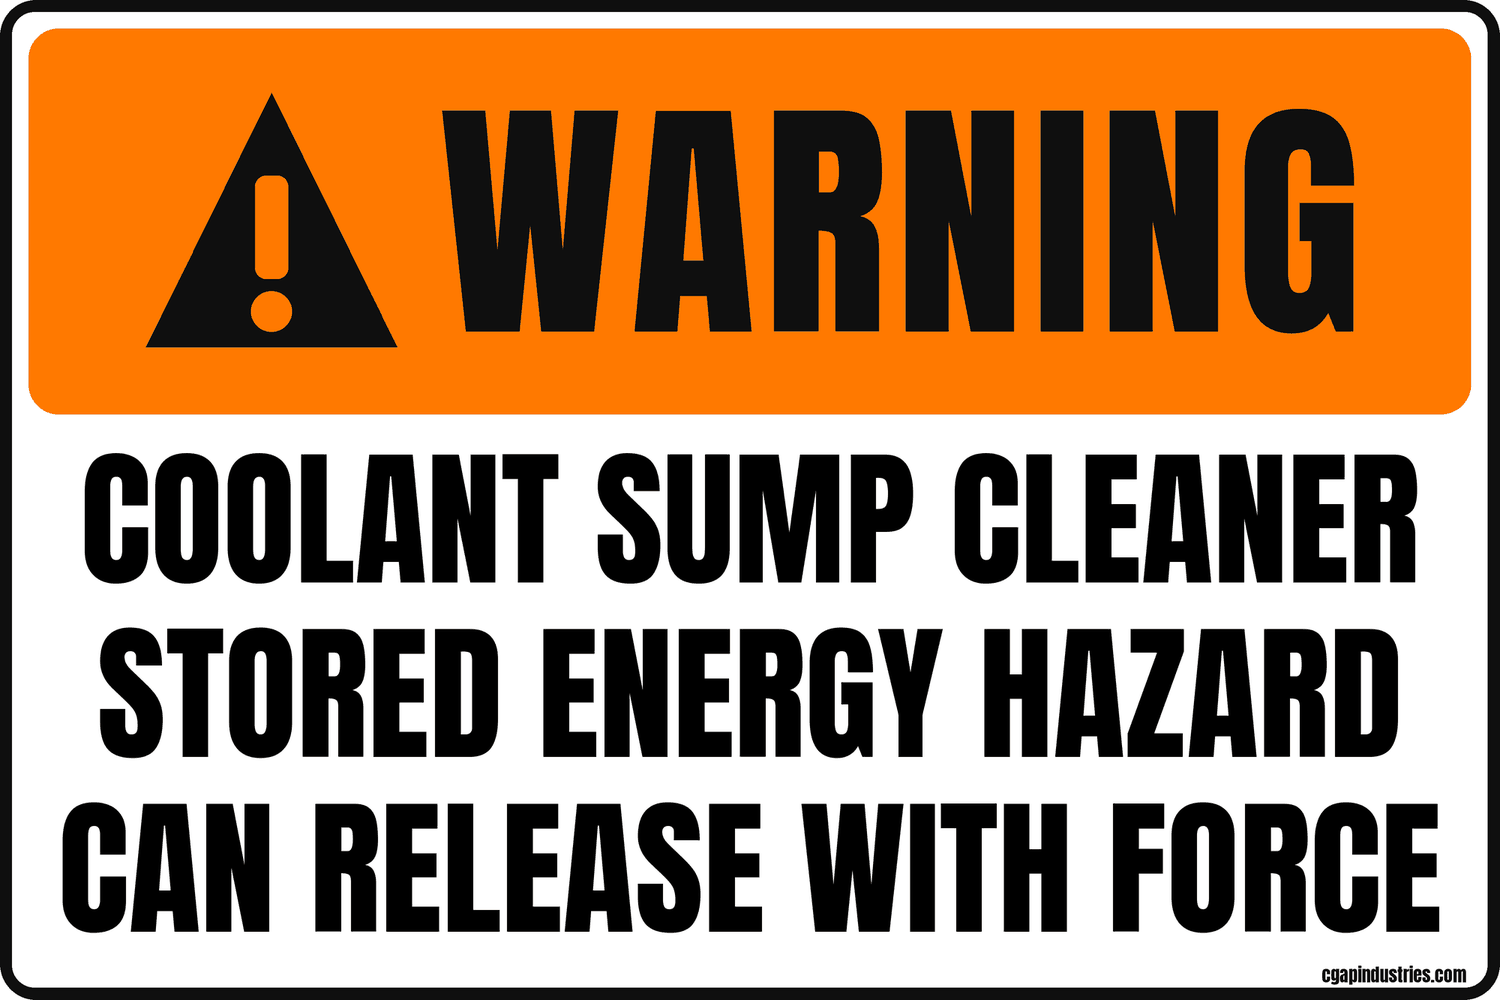 WARNING
COOLANT SUMP CLEANER
STORED ENERGY HAZARD
CAN RELEASE WITH FORCE
cgapindustries.com